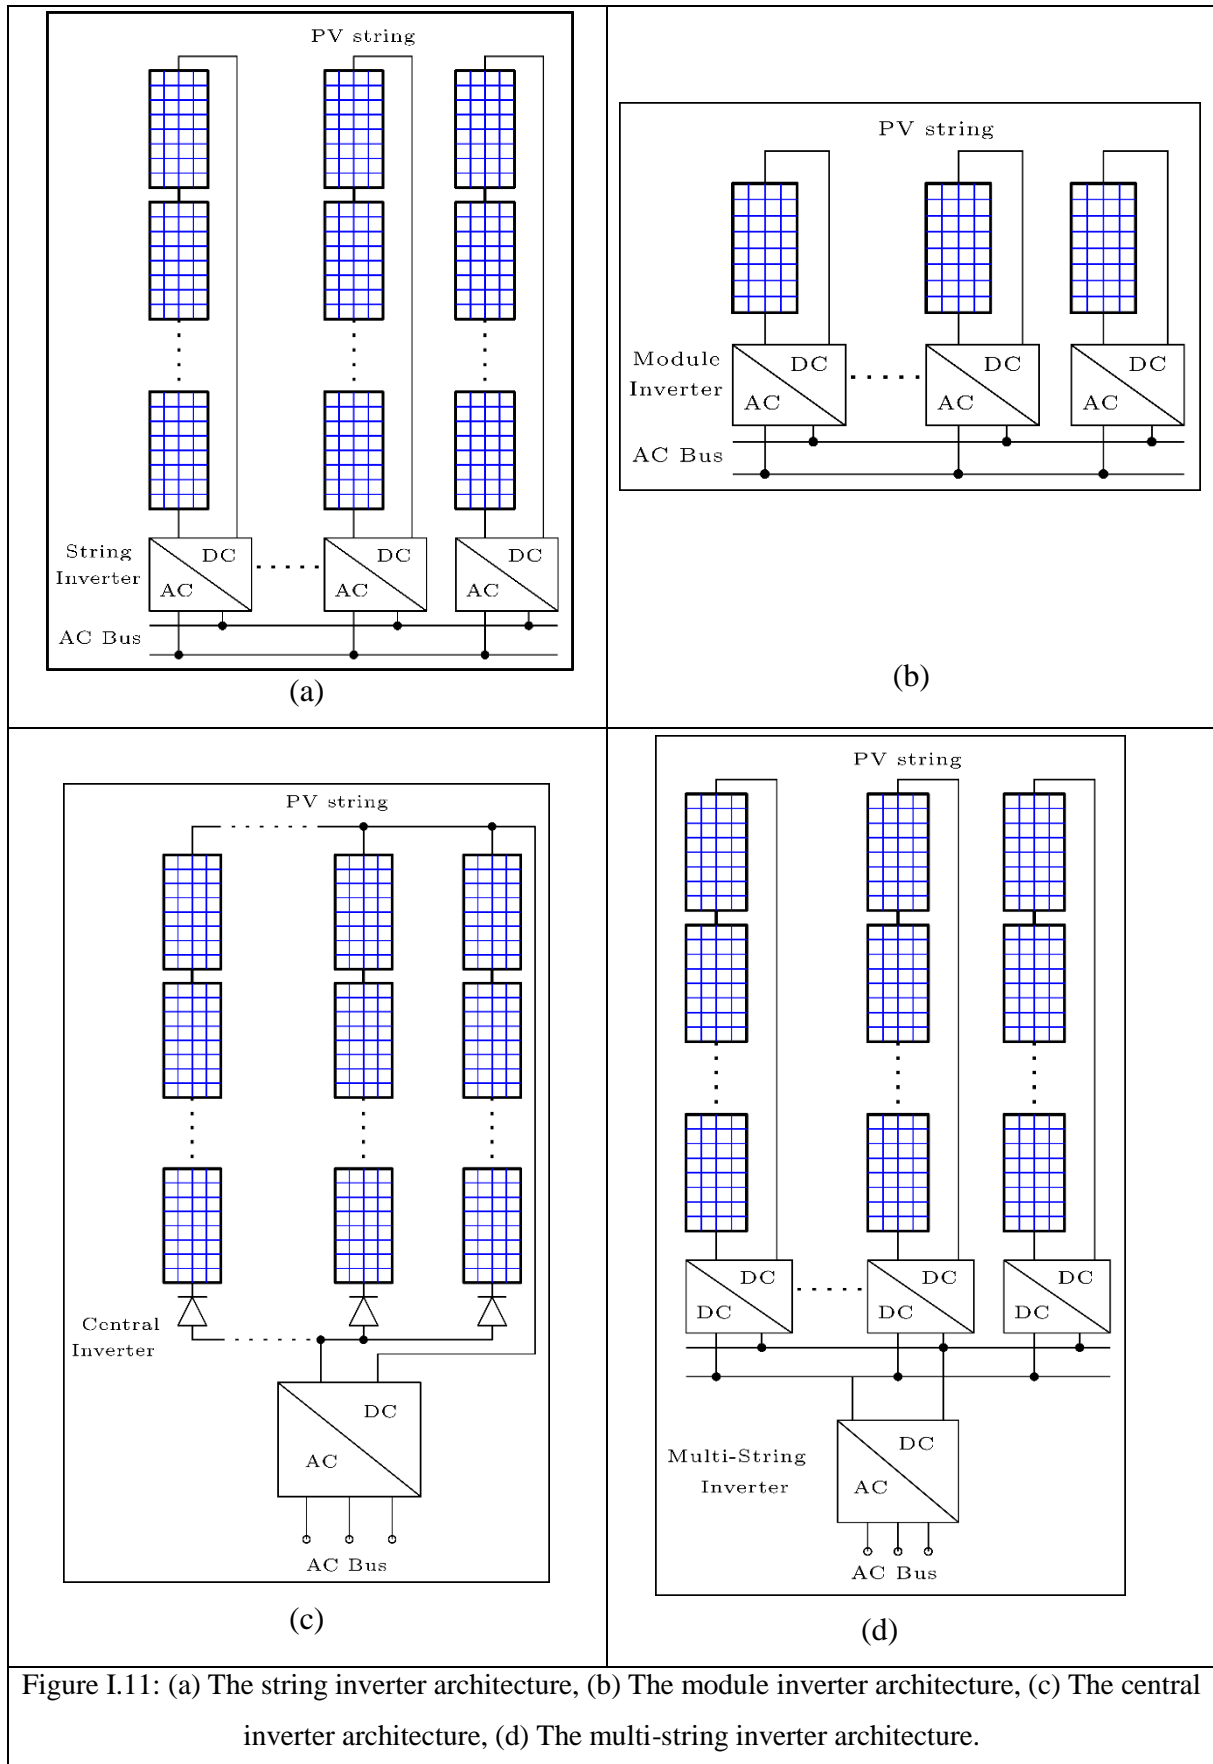 PV string
DC DC DC
String
Inverter
AC AC AC
AC Bus
(a)
PV string
DC DC DC
Module
Inverter
AC AC AC
AC Bus
(b)
PV string
Central
Inverter
DC
AC
AC Bus
(c)
PV string
DC DC DC
DC DC DC
DC
Multi-String
Inverter
AC
AC Bus
(d)
Figure I.11: (a) The string inverter architecture, (b) The module inverter architecture, (c) The central
inverter architecture, (d) The multi-string inverter architecture.